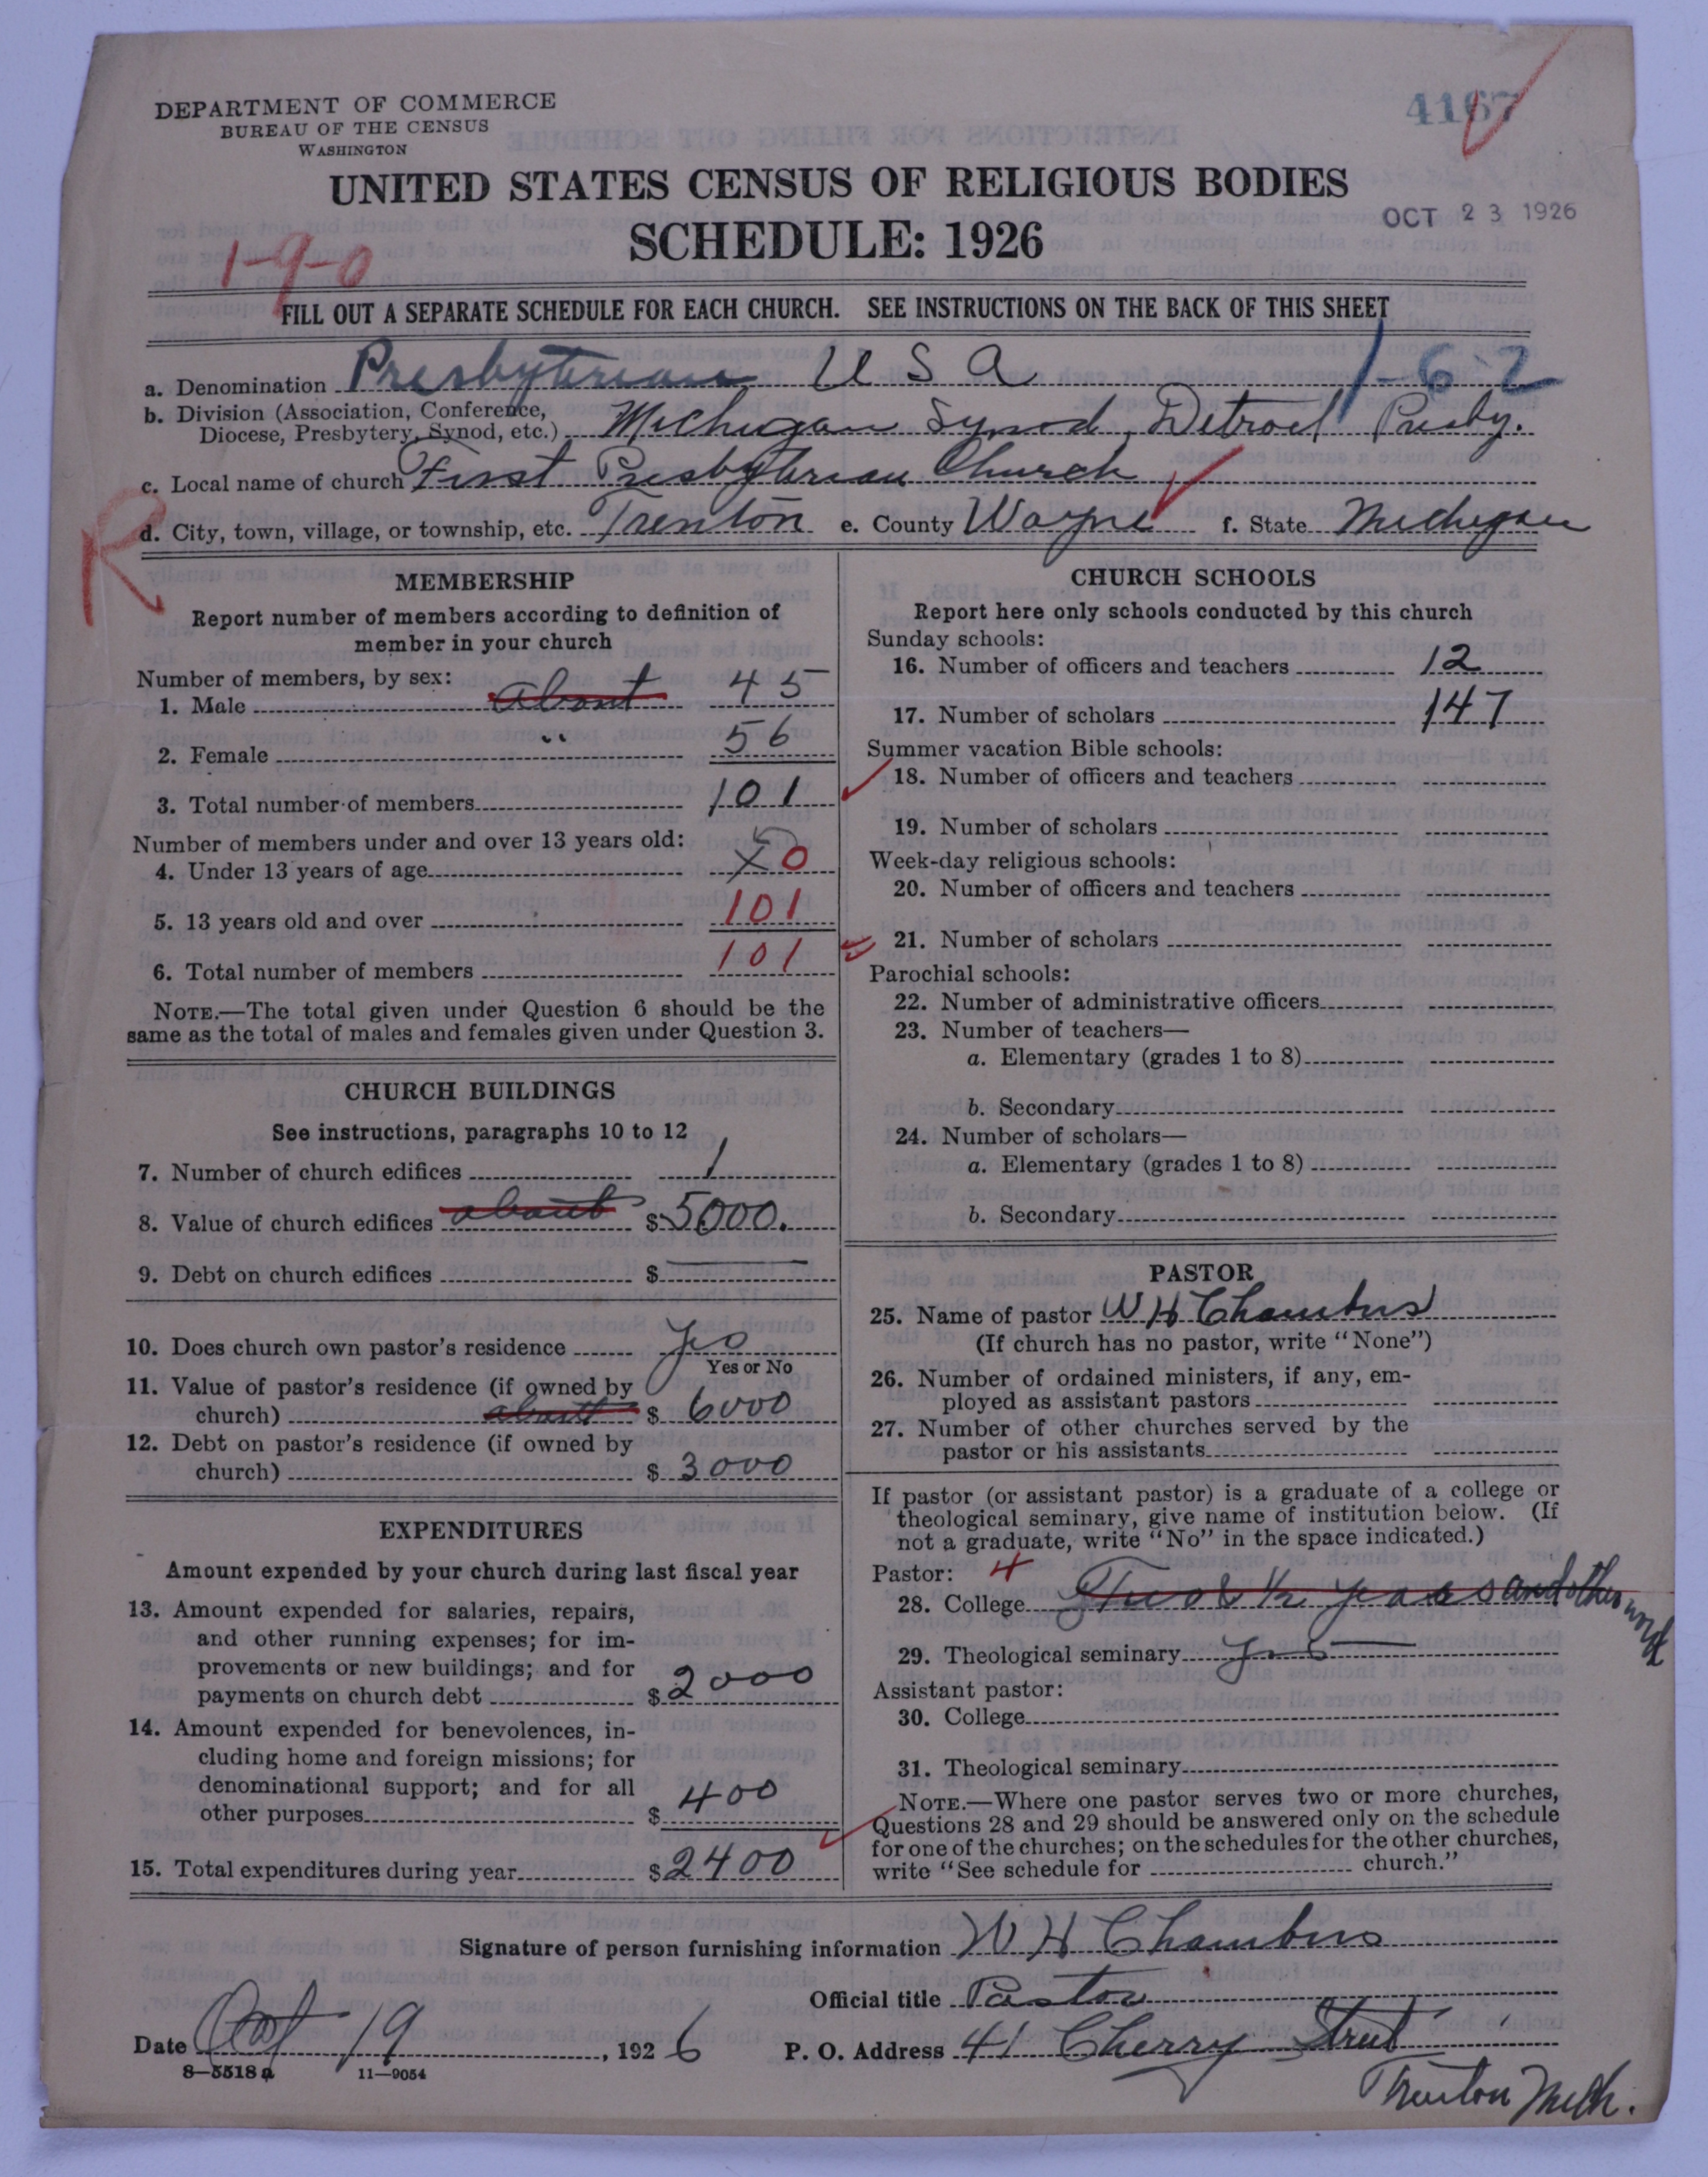 DEPARTMENT OF COMMERCE
BUREAU OF THE CENSUS
WASHINGTON
4167
UNITED STATES CENSUS OF RELIGIOUS BODIES
SCHEDULE: 1926
OCT 23 1926
1-9-0
FILL OUT A SEPARATE SCHEDULE FOR EACH CHURCH. SEE INSTRUCTIONS ON THE BACK OF THIS SHEET
1-6-2
a. Denomination Presbyterian U S A
b. Division (Association, Conference,
Diocese, Presbytery, Synod, etc.) Michigan Synod, Detroit Presby.
c. Local name of church First Presbyterian Church
R
d. City, town, village, or township, etc. Trenton e. County Wayne f. State Michigan
MEMBERSHIP
Report number of members according to definition of
member in your church
Number of members, by sex:
1. Male about 45
2. Female " 56
3. Total number of members 101
Number of members under and over 13 years old:
4. Under 13 years of age 0
5. 13 years old and over 101
6. Total number of members 101
NOTE.—The total given under Question 6 should be the
same as the total of males and females given under Question 3.
CHURCH BUILDINGS
See instructions, paragraphs 10 to 12
7. Number of church edifices 1
8. Value of church edifices about $5000.
9. Debt on church edifices $ —
10. Does church own pastor's residence yes
Yes or No
11. Value of pastor's residence (if owned by
church) about $ 6000
12. Debt on pastor's residence (if owned by
church) $ 3000
EXPENDITURES
Amount expended by your church during last fiscal year
13. Amount expended for salaries, repairs,
and other running expenses; for im-
provements or new buildings; and for
payments on church debt $2000
14. Amount expended for benevolences, in-
cluding home and foreign missions; for
denominational support; and for all
other purposes $ 400
15. Total expenditures during year $2400
CHURCH SCHOOLS
Report here only schools conducted by this church
Sunday schools:
16. Number of officers and teachers 12
17. Number of scholars 147
Summer vacation Bible schools:
18. Number of officers and teachers
19. Number of scholars
Week-day religious schools:
20. Number of officers and teachers
21. Number of scholars
Parochial schools:
22. Number of administrative officers
23. Number of teachers—
a. Elementary (grades 1 to 8)
b. Secondary
24. Number of scholars—
a. Elementary (grades 1 to 8)
b. Secondary
PASTOR
25. Name of pastor W H Chambers
(If church has no pastor, write "None")
26. Number of ordained ministers, if any, em-
ployed as assistant pastors
27. Number of other churches served by the
pastor or his assistants
If pastor (or assistant pastor) is a graduate of a college or
theological seminary, give name of institution below. (If
not a graduate, write "No" in the space indicated.)
Pastor: 4
28. College Two & 1/2 years and other
29. Theological seminary yes
Assistant pastor:
30. College
31. Theological seminary
NOTE.—Where one pastor serves two or more churches,
Questions 28 and 29 should be answered only on the schedule
for one of the churches; on the schedules for the other churches,
write "See schedule for church."
Signature of person furnishing information W H Chambers
Official title Pastor
Date Oct 19, 1926 P. O. Address 41 Cherry Street
8—5518a 11—9054
Trenton Mich.